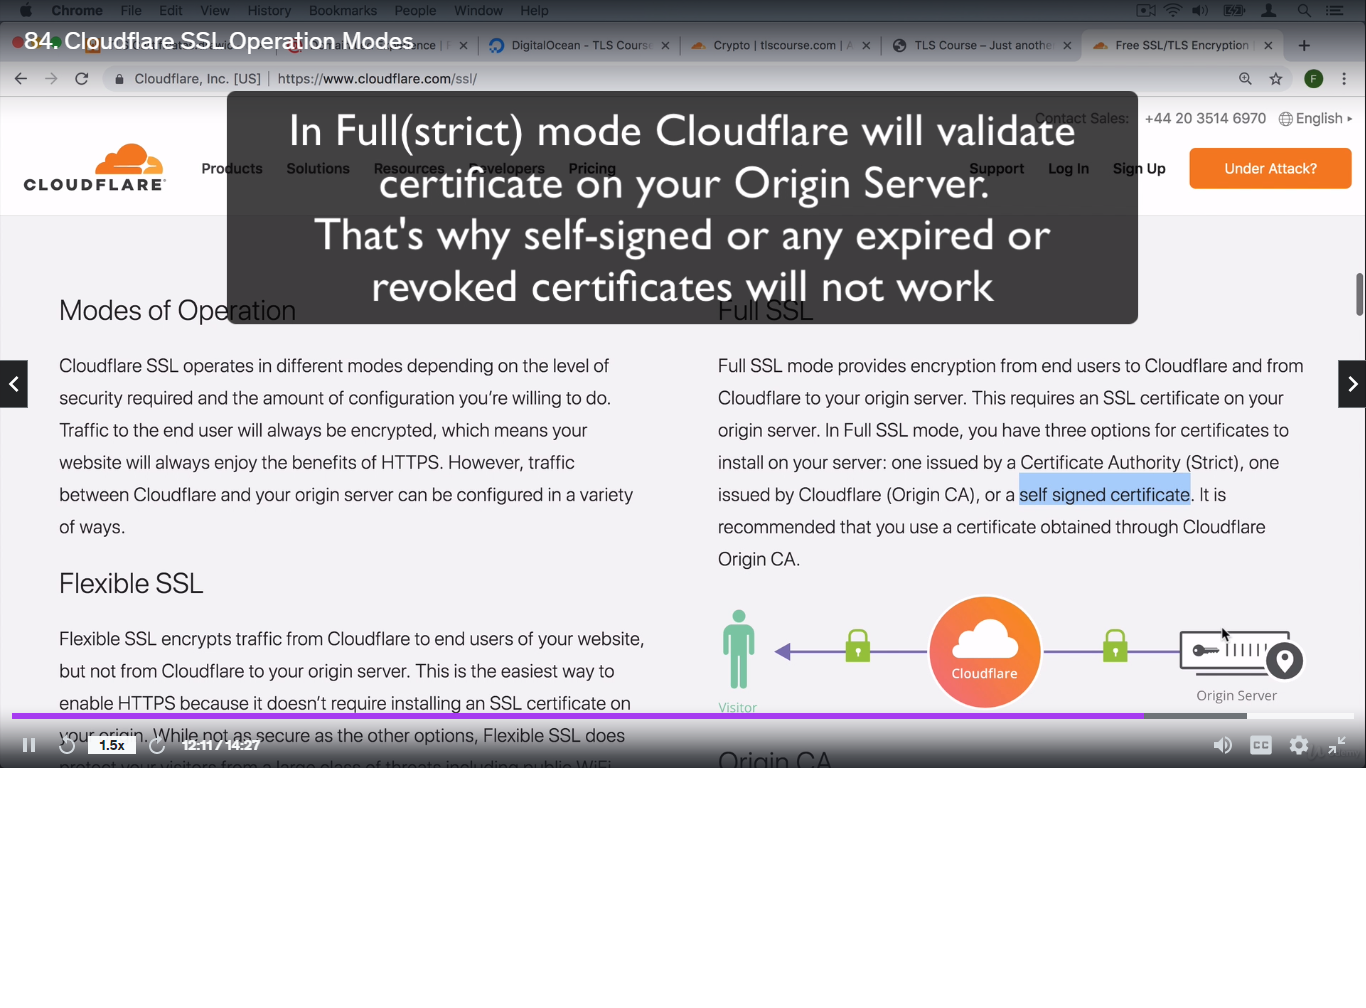 Chrome File Edit View History Bookmarks People Window Help
84. Cloudflare SSL Operation Modes
DigitalOcean - TLS Course
Crypto | tlscourse.com |
TLS Course – Just anothe
Free SSL/TLS Encryption
Cloudflare, Inc. [US] | https://www.cloudflare.com/ssl/ F
In Full(strict) mode Cloudflare will validate
certificate on your Origin Server.
That's why self-signed or any expired or
revoked certificates will not work
Contact Sales: +44 20 3514 6970 English
CLOUDFLARE
Products Solutions Resources Developers Pricing Support Log In Sign Up Under Attack?
Modes of Operation
Cloudflare SSL operates in different modes depending on the level of
security required and the amount of configuration you're willing to do.
Traffic to the end user will always be encrypted, which means your
website will always enjoy the benefits of HTTPS. However, traffic
between Cloudflare and your origin server can be configured in a variety
of ways.
Flexible SSL
Flexible SSL encrypts traffic from Cloudflare to end users of your website,
but not from Cloudflare to your origin server. This is the easiest way to
enable HTTPS because it doesn't require installing an SSL certificate on
your origin. While not as secure as the other options, Flexible SSL does
protect your visitors from a large class of threats including public WiFi
Full SSL
Full SSL mode provides encryption from end users to Cloudflare and from
Cloudflare to your origin server. This requires an SSL certificate on your
origin server. In Full SSL mode, you have three options for certificates to
install on your server: one issued by a Certificate Authority (Strict), one
issued by Cloudflare (Origin CA), or a self signed certificate. It is
recommended that you use a certificate obtained through Cloudflare
Origin CA.
Cloudflare
Visitor
Origin Server
Origin CA
1.5x 12:11 / 14:27 CC